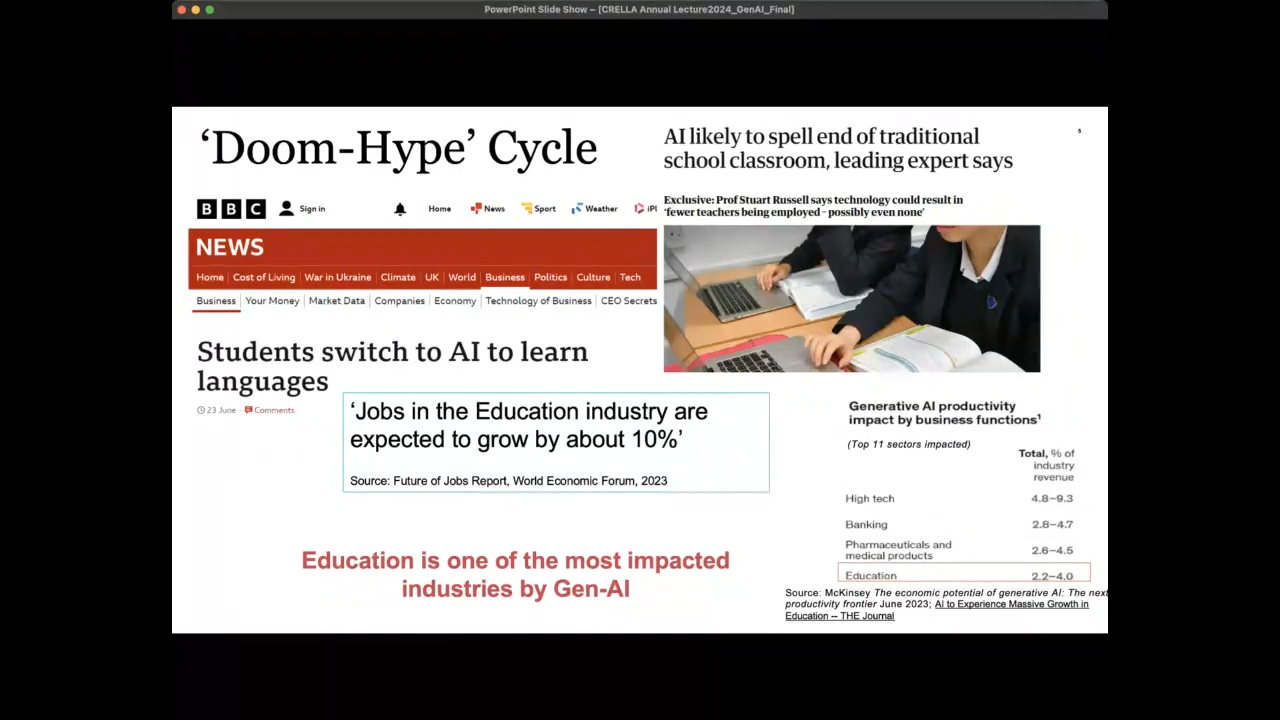 PowerPoint Slide Show – [CRELLA Annual Lecture2024_GenAI_Final]
‘Doom-Hype’ Cycle
BBC Sign in Home News Sport Weather iPl
NEWS
Home Cost of Living War in Ukraine Climate UK World Business Politics Culture Tech
Business Your Money Market Data Companies Economy Technology of Business CEO Secrets
Students switch to AI to learn
languages
23 June Comments
‘Jobs in the Education industry are
expected to grow by about 10%’
Source: Future of Jobs Report, World Economic Forum, 2023
Education is one of the most impacted
industries by Gen-AI
AI likely to spell end of traditional
school classroom, leading expert says
5
Exclusive: Prof Stuart Russell says technology could result in
‘fewer teachers being employed – possibly even none’
Generative AI productivity
impact by business functions¹
(Top 11 sectors impacted)
Total, % of
industry
revenue
High tech 4.8–9.3
Banking 2.8–4.7
Pharmaceuticals and
medical products 2.6–4.5
Education 2.2–4.0
Source: McKinsey The economic potential of generative AI: The next
productivity frontier June 2023; AI to Experience Massive Growth in
Education -- THE Journal